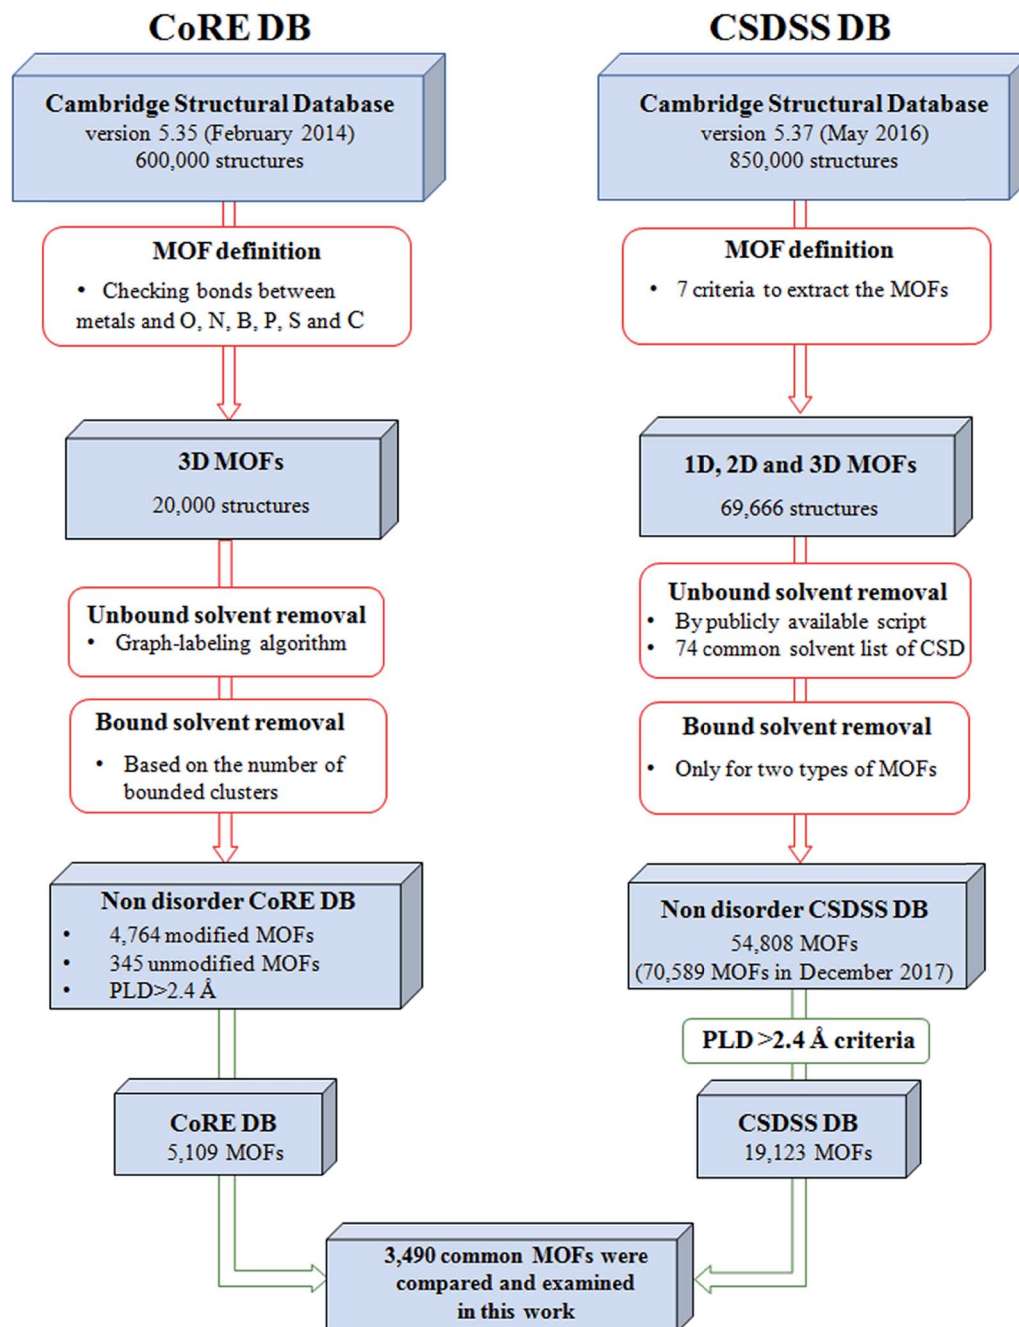 CoRE DB
Cambridge Structural Database
version 5.35 (February 2014)
600,000 structures
MOF definition
• Checking bonds between
metals and O, N, B, P, S and C
3D MOFs
20,000 structures
Unbound solvent removal
• Graph-labeling algorithm
Bound solvent removal
• Based on the number of
bounded clusters
Non disorder CoRE DB
• 4,764 modified MOFs
• 345 unmodified MOFs
• PLD>2.4 Å
CoRE DB
5,109 MOFs
CSDSS DB
Cambridge Structural Database
version 5.37 (May 2016)
850,000 structures
MOF definition
• 7 criteria to extract the MOFs
1D, 2D and 3D MOFs
69,666 structures
Unbound solvent removal
• By publicly available script
• 74 common solvent list of CSD
Bound solvent removal
• Only for two types of MOFs
Non disorder CSDSS DB
54,808 MOFs
(70,589 MOFs in December 2017)
PLD >2.4 Å criteria
CSDSS DB
19,123 MOFs
3,490 common MOFs were
compared and examined
in this work